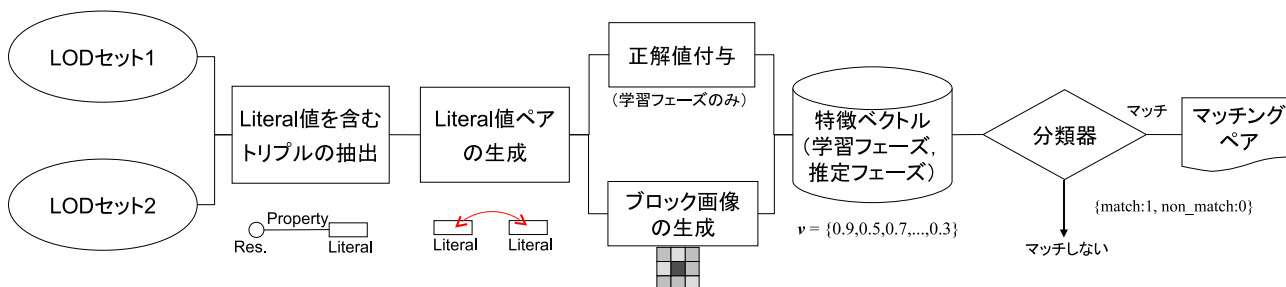 LODセット1
LODセット2
Literal値を含む
トリプルの抽出
Property
Res.
Literal
Literal値ペア
の生成
Literal
Literal
正解値付与
(学習フェーズのみ)
ブロック画像
の生成
特徴ベクトル
(学習フェーズ,
推定フェーズ)
v = {0.9,0.5,0.7,...,0.3}
分類器
マッチ
マッチング
ペア
{match:1, non_match:0}
マッチしない